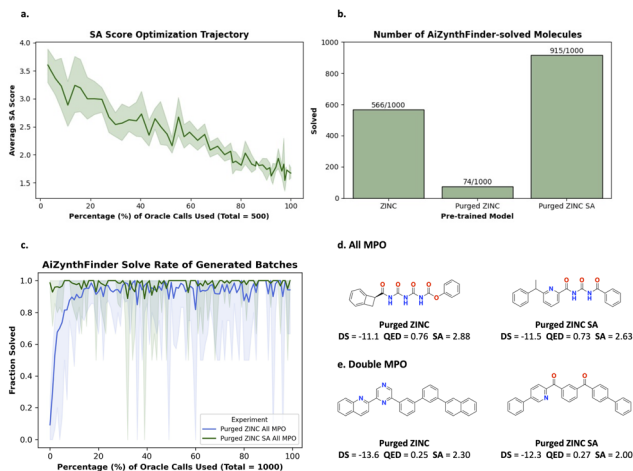 a.
SA Score Optimization Trajectory
Average SA Score
4.0
3.5
3.0
2.5
2.0
1.5
0
20
40
60
80
100
Percentage (%) of Oracle Calls Used (Total = 500)
b.
Number of AiZynthFinder-solved Molecules
Solved
1000
800
600
400
200
0
566/1000
74/1000
915/1000
ZINC
Purged ZINC
Purged ZINC SA
Pre-trained Model
c.
AiZynthFinder Solve Rate of Generated Batches
Fraction Solved
1.0
0.8
0.6
0.4
0.2
0.0
0
20
40
60
80
100
Experiment
Purged ZINC All MPO
Purged ZINC SA All MPO
Percentage (%) of Oracle Calls Used (Total = 1000)
d. All MPO
O O O
N N O
H H
Purged ZINC
DS = -11.1 QED = 0.76 SA = 2.88
N O O O
N N
H H
Purged ZINC SA
DS = -11.5 QED = 0.73 SA = 2.63
e. Double MPO
N
N N
Purged ZINC
DS = -13.6 QED = 0.25 SA = 2.30
O O
N
Purged ZINC SA
DS = -12.3 QED = 0.27 SA = 2.00